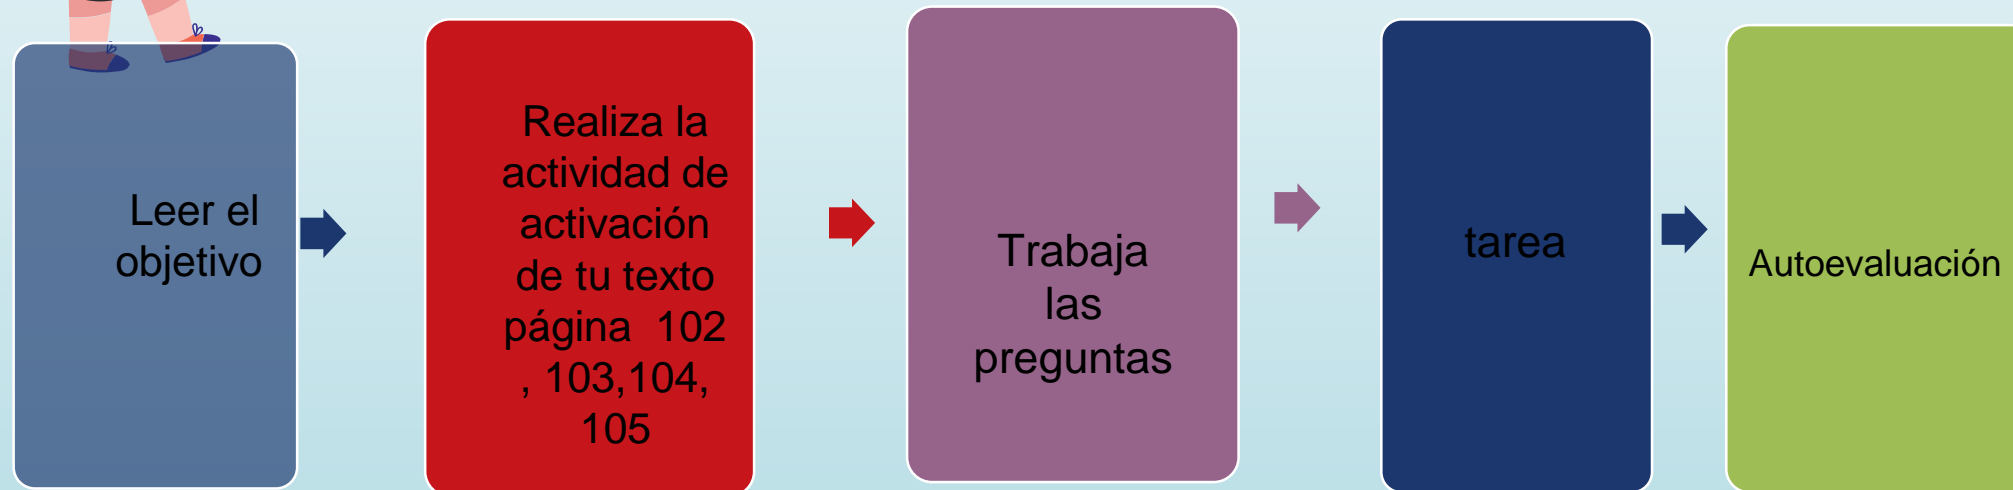 Leer el
objetivo
Realiza la
actividad de
activación
de tu texto
página  102
, 103,104,
105
Trabaja
las
preguntas
tarea
Autoevaluación